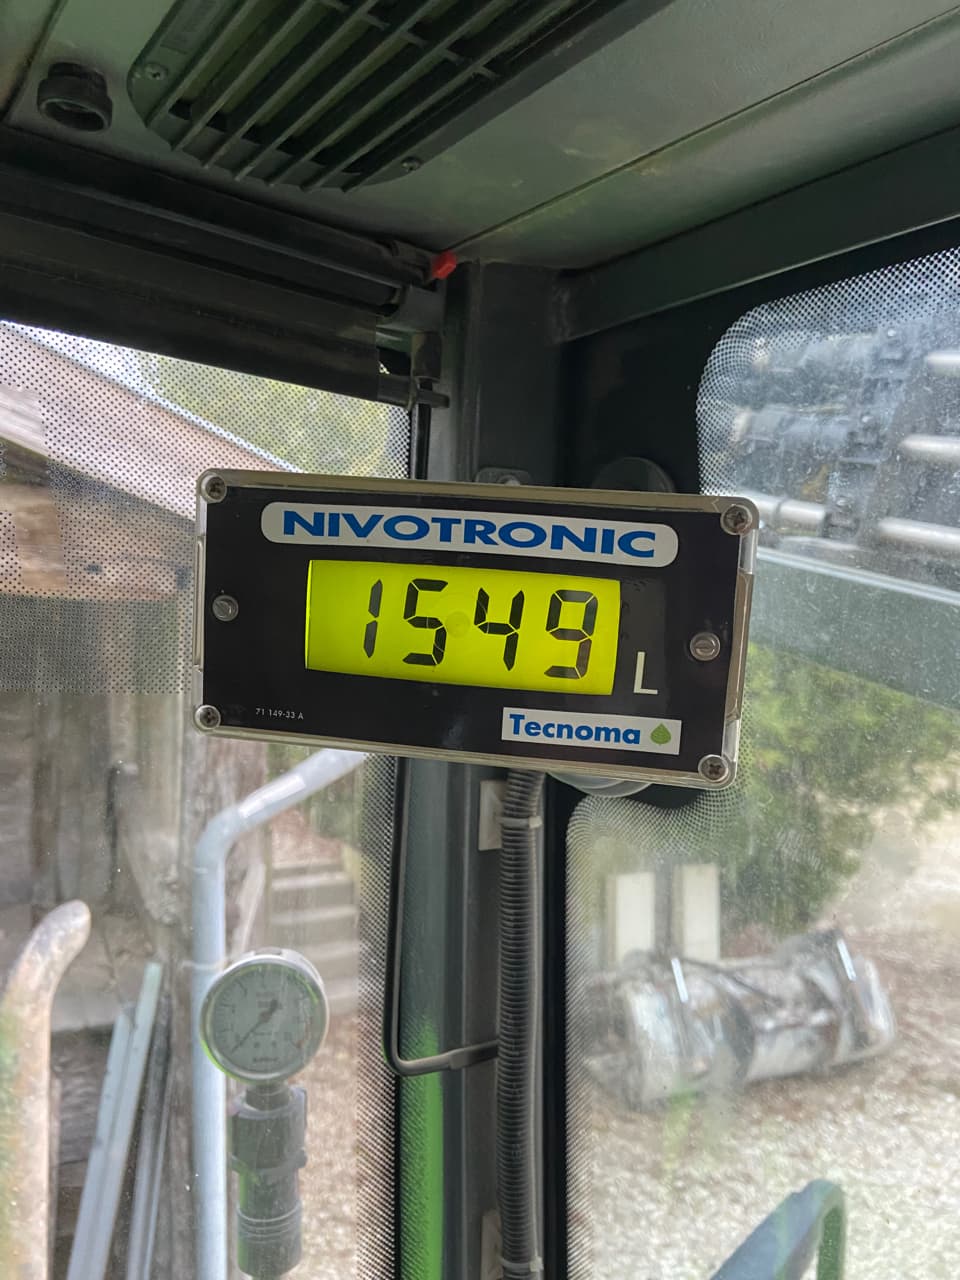 NIVOTRONIC
1549 L
71 149-33 A
Tecnoma